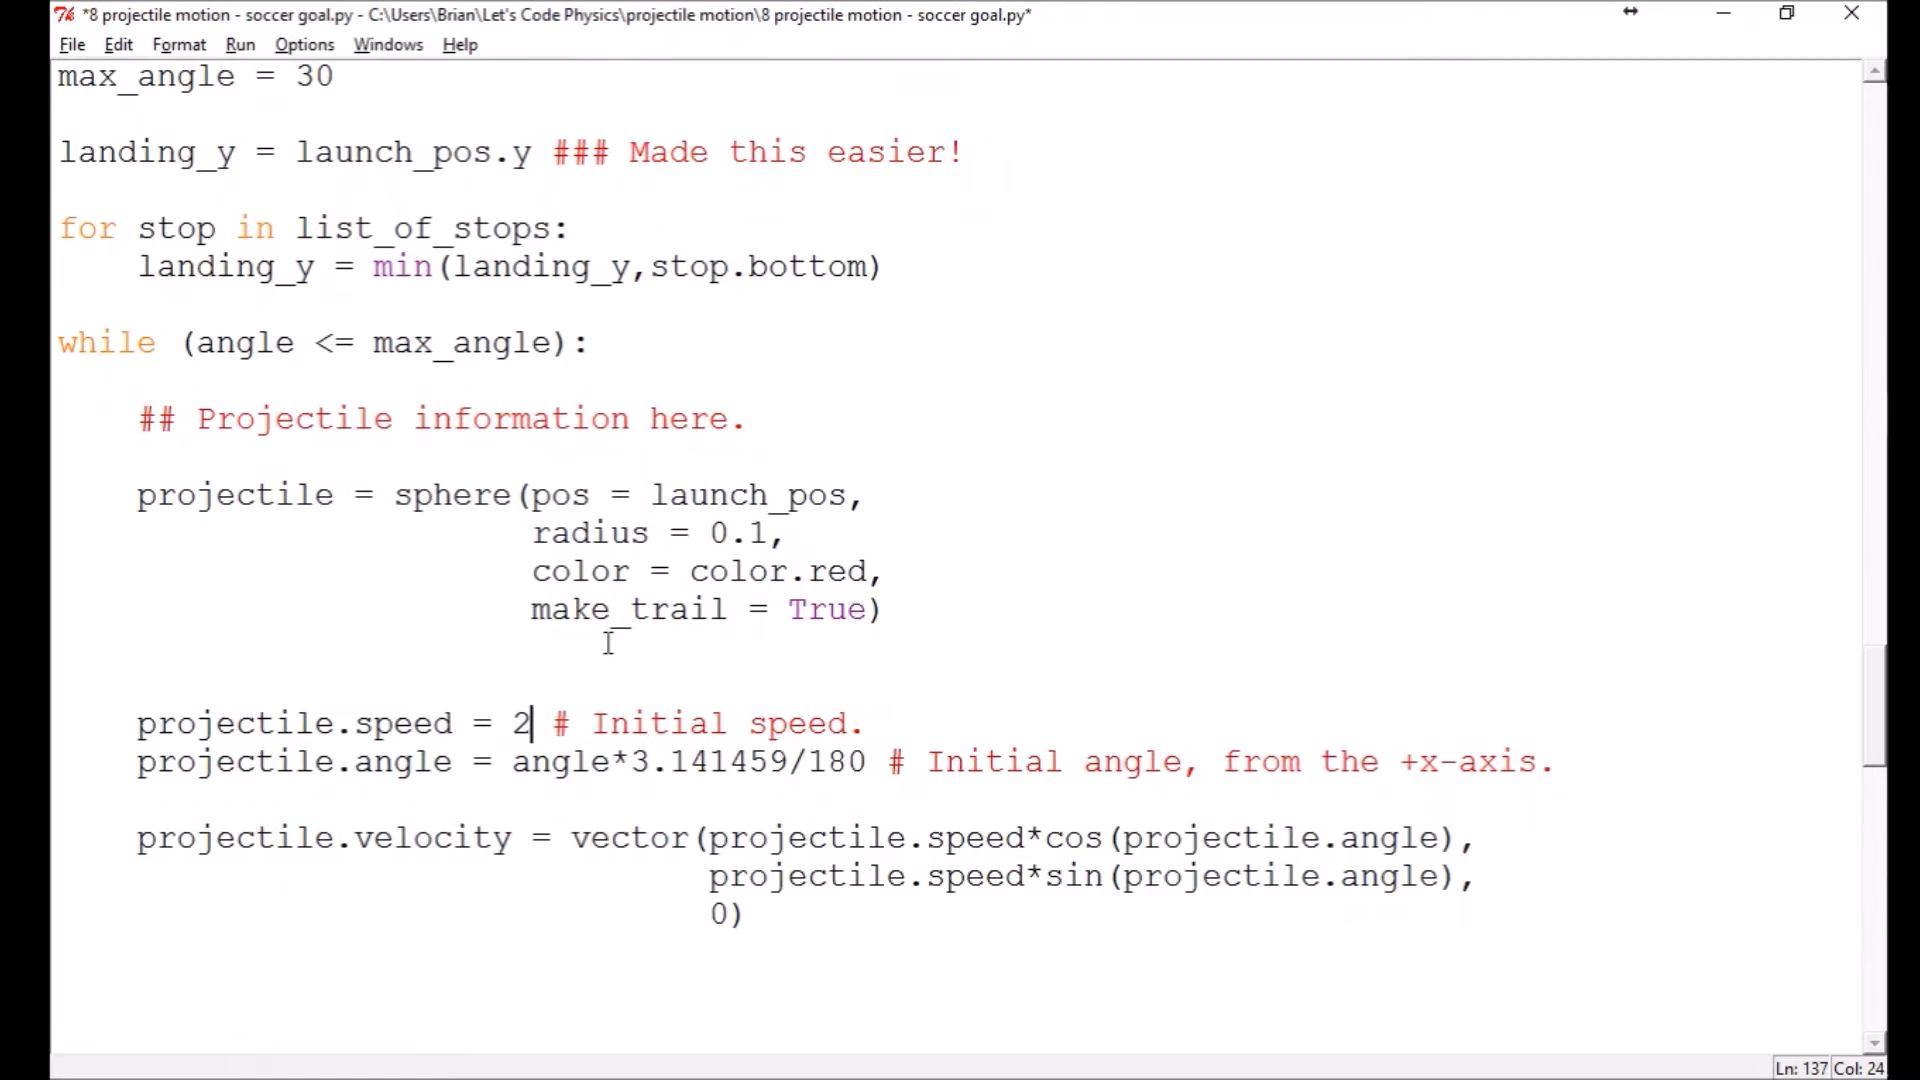 *8 projectile motion - soccer goal.py - C:\Users\Brian\Let's Code Physics\projectile motion\8 projectile motion - soccer goal.py*
File Edit Format Run Options Windows Help
max_angle = 30
landing_y = launch_pos.y ### Made this easier!
for stop in list_of_stops:
landing_y = min(landing_y,stop.bottom)
while (angle <= max_angle):
## Projectile information here.
projectile = sphere(pos = launch_pos,
radius = 0.1,
color = color.red,
make_trail = True)
projectile.speed = 2 # Initial speed.
projectile.angle = angle*3.141459/180 # Initial angle, from the +x-axis.
projectile.velocity = vector(projectile.speed*cos(projectile.angle),
projectile.speed*sin(projectile.angle),
0)
Ln: 137 Col: 24